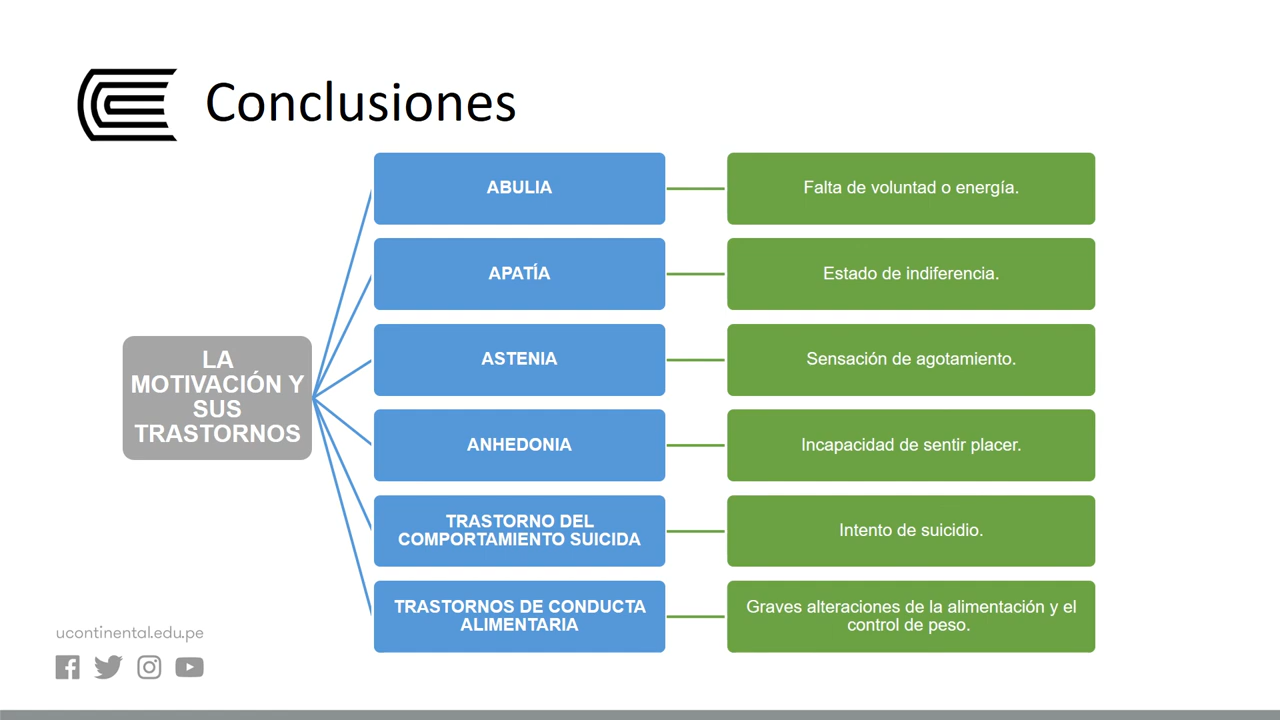 Conclusiones
LA
MOTIVACIÓN Y
SUS
TRASTORNOS
ABULIA
Falta de voluntad o energía.
APATÍA
Estado de indiferencia.
ASTENIA
Sensación de agotamiento.
ANHEDONIA
Incapacidad de sentir placer.
TRASTORNO DEL
COMPORTAMIENTO SUICIDA
Intento de suicidio.
TRASTORNOS DE CONDUCTA
ALIMENTARIA
Graves alteraciones de la alimentación y el
control de peso.
ucontinental.edu.pe